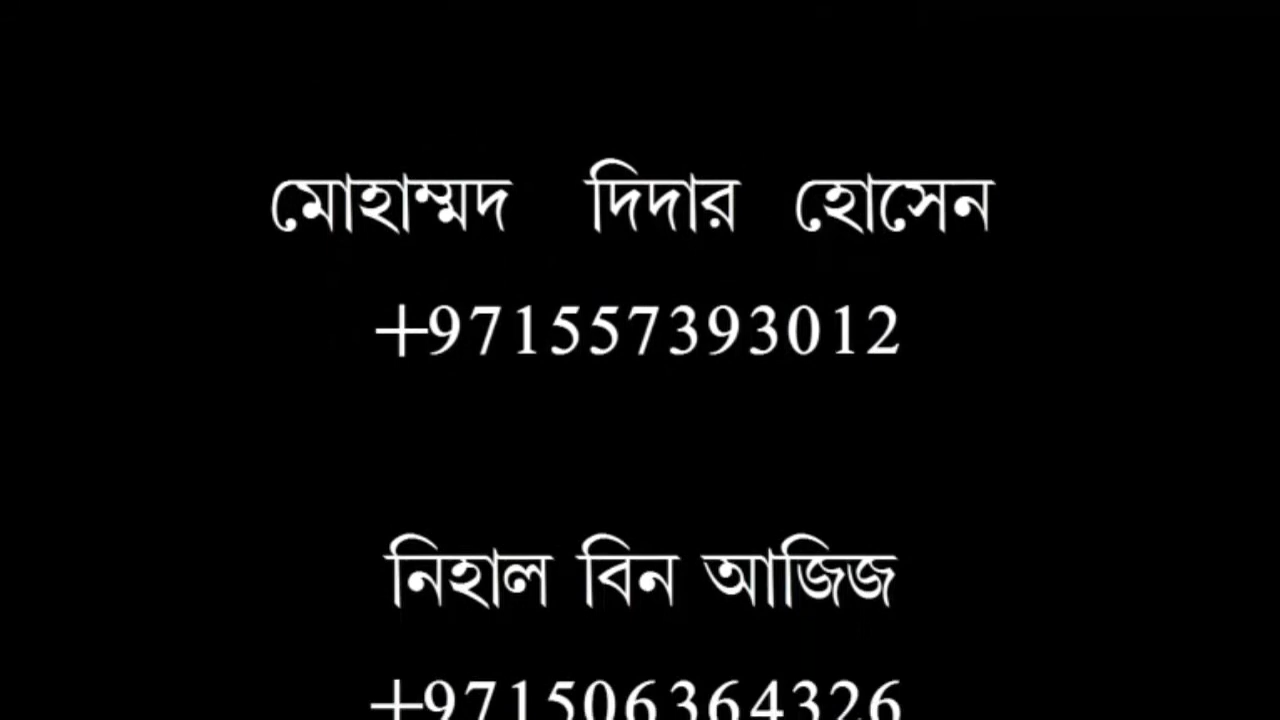 মোহাম্মদ দিদার হোসেন
+971557393012
নিহাল বিন আজিজ
+971506364326